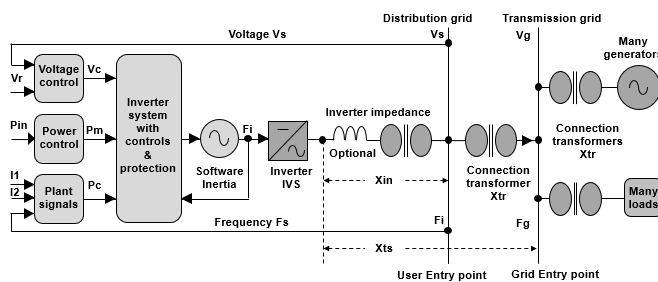 Distribution grid
Transmission grid
Voltage Vs
Vs
Vg
Many
generators
Vr
Voltage
control
Vc
Inverter
system
with
controls
&
protection
Pin
Power
control
Pm
Fi
Inverter impedance
Optional
Software
Inertia
Inverter
IVS
Connection
transformers
Xtr
I1
I2
Plant
signals
Pc
Xin
Connection
transformer
Xtr
Many
loads
Frequency Fs
Fi
Fg
Xts
User Entry point
Grid Entry point